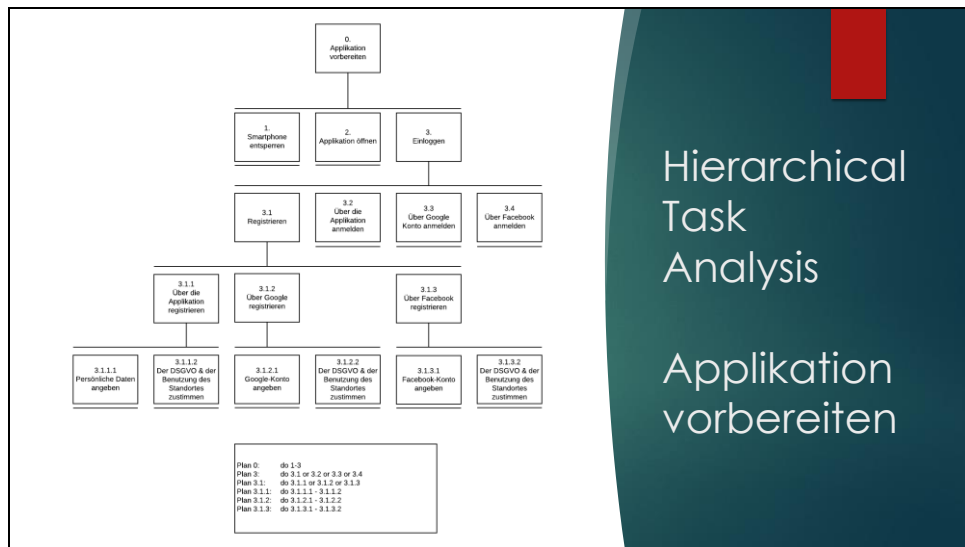 0.
Applikation
vorbereiten
1.
Smartphone
entsperren
2.
Applikation öffnen
3.
Einloggen
3.1
Registrieren
3.2
Über die
Applikation
anmelden
3.3
Über Google
Konto anmelden
3.4
Über Facebook
anmelden
3.1.1
Über die
Applikation
registrieren
3.1.2
Über Google
registrieren
3.1.3
Über Facebook
registrieren
3.1.1.1
Persönliche Daten
angeben
3.1.1.2
Der DSGVO & der
Benutzung des
Standortes
zustimmen
3.1.2.1
Google-Konto
angeben
3.1.2.2
Der DSGVO & der
Benutzung des
Standortes
zustimmen
3.1.3.1
Facebook-Konto
angeben
3.1.3.2
Der DSGVO & der
Benutzung des
Standortes
zustimmen
Plan 0: do 1-3
Plan 3: do 3.1 or 3.2 or 3.3 or 3.4
Plan 3.1: do 3.1.1 or 3.1.2 or 3.1.3
Plan 3.1.1: do 3.1.1.1 - 3.1.1.2
Plan 3.1.2: do 3.1.2.1 - 3.1.2.2
Plan 3.1.3: do 3.1.3.1 - 3.1.3.2
Hierarchical
Task
Analysis
Applikation
vorbereiten